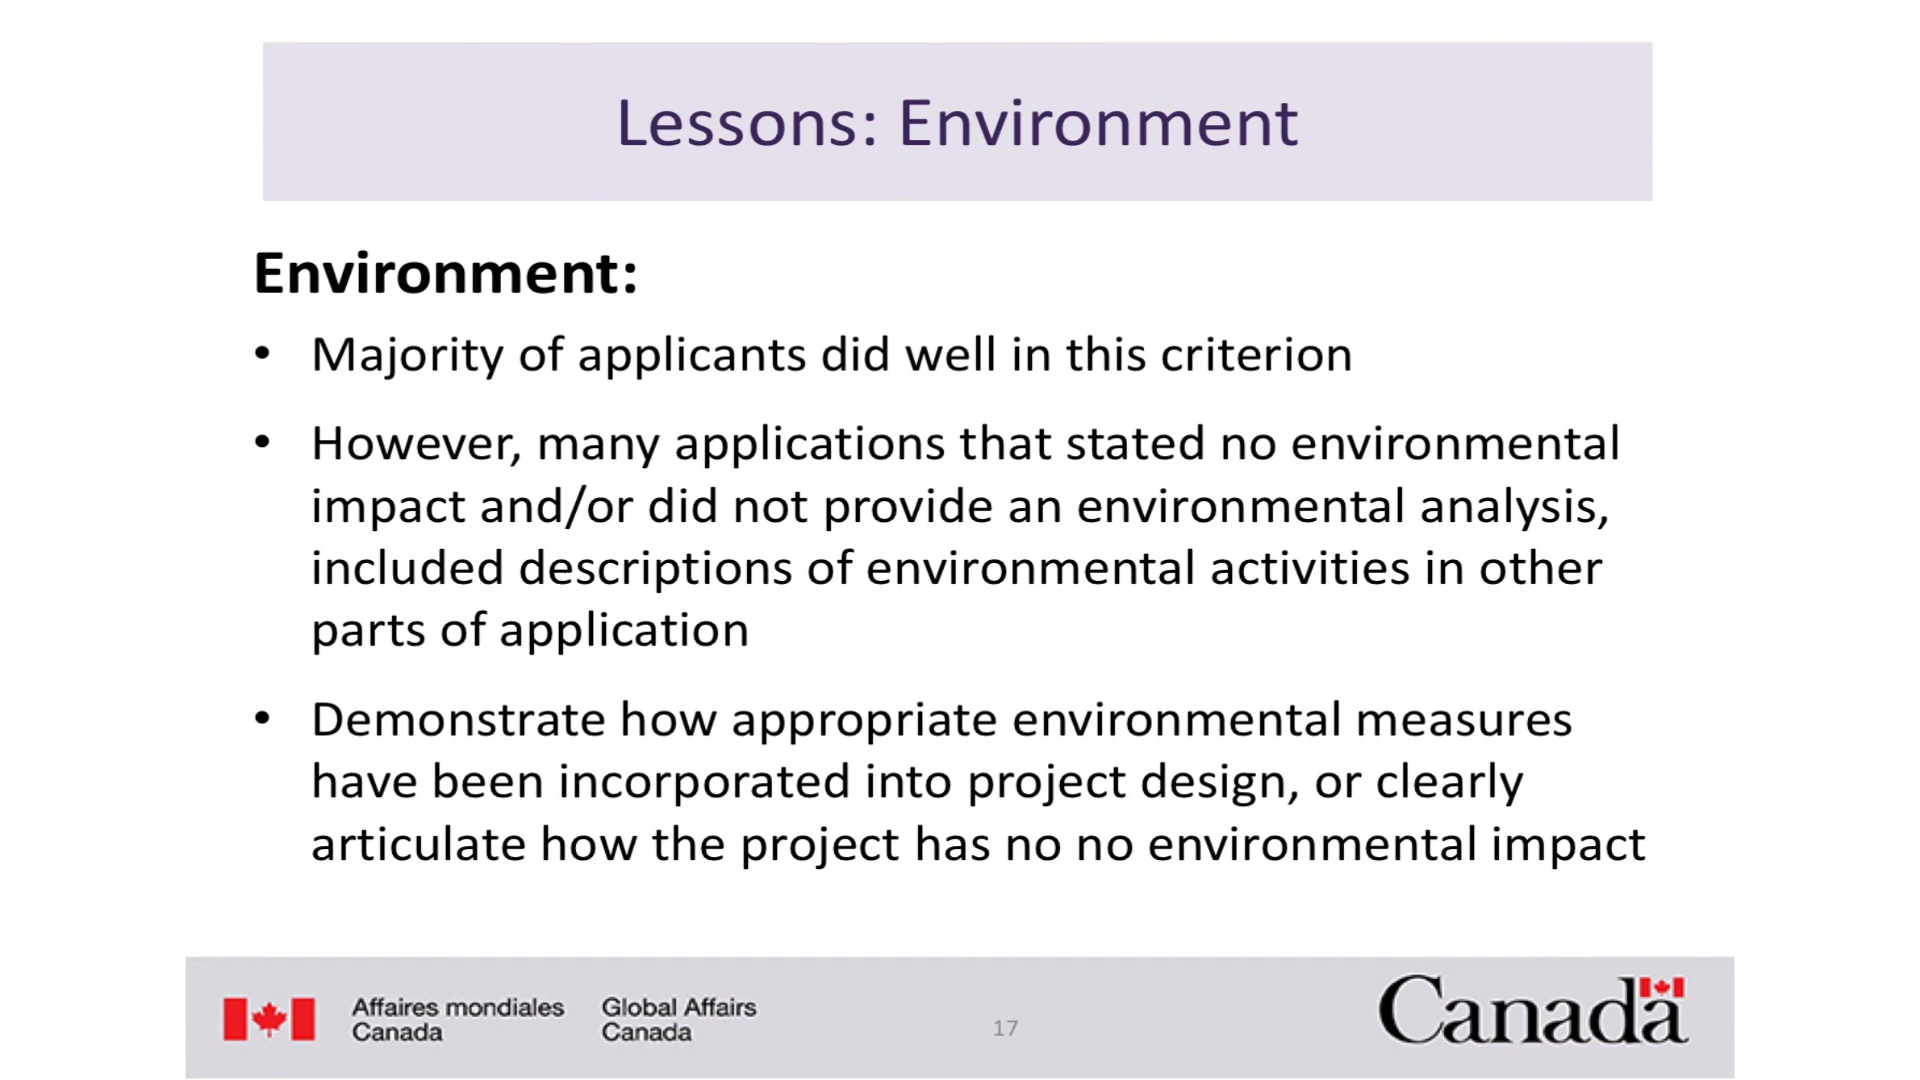 Lessons: Environment
Environment:
• Majority of applicants did well in this criterion
• However, many applications that stated no environmental
impact and/or did not provide an environmental analysis,
included descriptions of environmental activities in other
parts of application
• Demonstrate how appropriate environmental measures
have been incorporated into project design, or clearly
articulate how the project has no no environmental impact
Affaires mondiales
Canada
Global Affairs
Canada
17
Canada